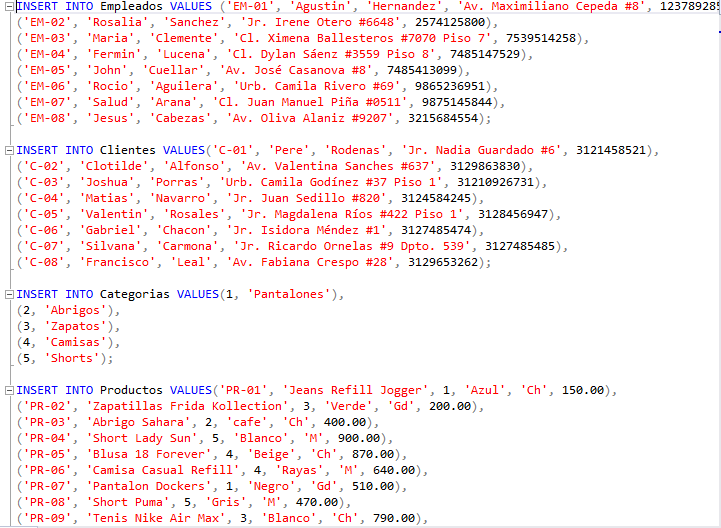 INSERT INTO Empleados VALUES ('EM-01', 'Agustin', 'Hernandez', 'Av. Maximiliano Cepeda #8', 123789285
('EM-02', 'Rosalia', 'Sanchez', 'Jr. Irene Otero #6648', 2574125800),
('EM-03', 'Maria', 'Clemente', 'Cl. Ximena Ballesteros #7070 Piso 7', 7539514258),
('EM-04', 'Fermin', 'Lucena', 'Cl. Dylan Sáenz #3559 Piso 8', 7485147529),
('EM-05', 'John', 'Cuellar', 'Av. José Casanova #8', 7485413099),
('EM-06', 'Rocio', 'Aguilera', 'Urb. Camila Rivero #69', 9865236951),
('EM-07', 'Salud', 'Arana', 'Cl. Juan Manuel Piña #0511', 9875145844),
('EM-08', 'Jesus', 'Cabezas', 'Av. Oliva Alaniz #9207', 3215684554);
INSERT INTO Clientes VALUES('C-01', 'Pere', 'Rodenas', 'Jr. Nadia Guardado #6', 3121458521),
('C-02', 'Clotilde', 'Alfonso', 'Av. Valentina Sanches #637', 3129863830),
('C-03', 'Joshua', 'Porras', 'Urb. Camila Godínez #37 Piso 1', 31210926731),
('C-04', 'Matias', 'Navarro', 'Jr. Juan Sedillo #820', 3124584245),
('C-05', 'Valentin', 'Rosales', 'Jr. Magdalena Ríos #422 Piso 1', 3128456947),
('C-06', 'Gabriel', 'Chacon', 'Jr. Isidora Méndez #1', 3127485474),
('C-07', 'Silvana', 'Carmona', 'Jr. Ricardo Ornelas #9 Dpto. 539', 3127485485),
('C-08', 'Francisco', 'Leal', 'Av. Fabiana Crespo #28', 3129653262);
INSERT INTO Categorias VALUES(1, 'Pantalones'),
(2, 'Abrigos'),
(3, 'Zapatos'),
(4, 'Camisas'),
(5, 'Shorts');
INSERT INTO Productos VALUES('PR-01', 'Jeans Refill Jogger', 1, 'Azul', 'Ch', 150.00),
('PR-02', 'Zapatillas Frida Kollection', 3, 'Verde', 'Gd', 200.00),
('PR-03', 'Abrigo Sahara', 2, 'cafe', 'Ch', 400.00),
('PR-04', 'Short Lady Sun', 5, 'Blanco', 'M', 900.00),
('PR-05', 'Blusa 18 Forever', 4, 'Beige', 'Ch', 870.00),
('PR-06', 'Camisa Casual Refill', 4, 'Rayas', 'M', 640.00),
('PR-07', 'Pantalon Dockers', 1, 'Negro', 'Gd', 510.00),
('PR-08', 'Short Puma', 5, 'Gris', 'M', 470.00),
('PR-09', 'Tenis Nike Air Max', 3, 'Blanco', 'Ch', 790.00),